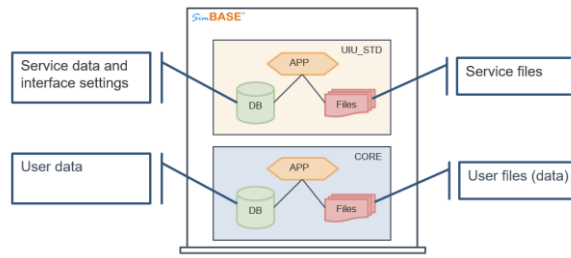 SimBASE®
UIU_STD
Service data and
interface settings
APP
Service files
DB
Files
CORE
User data
APP
User files (data)
DB
Files